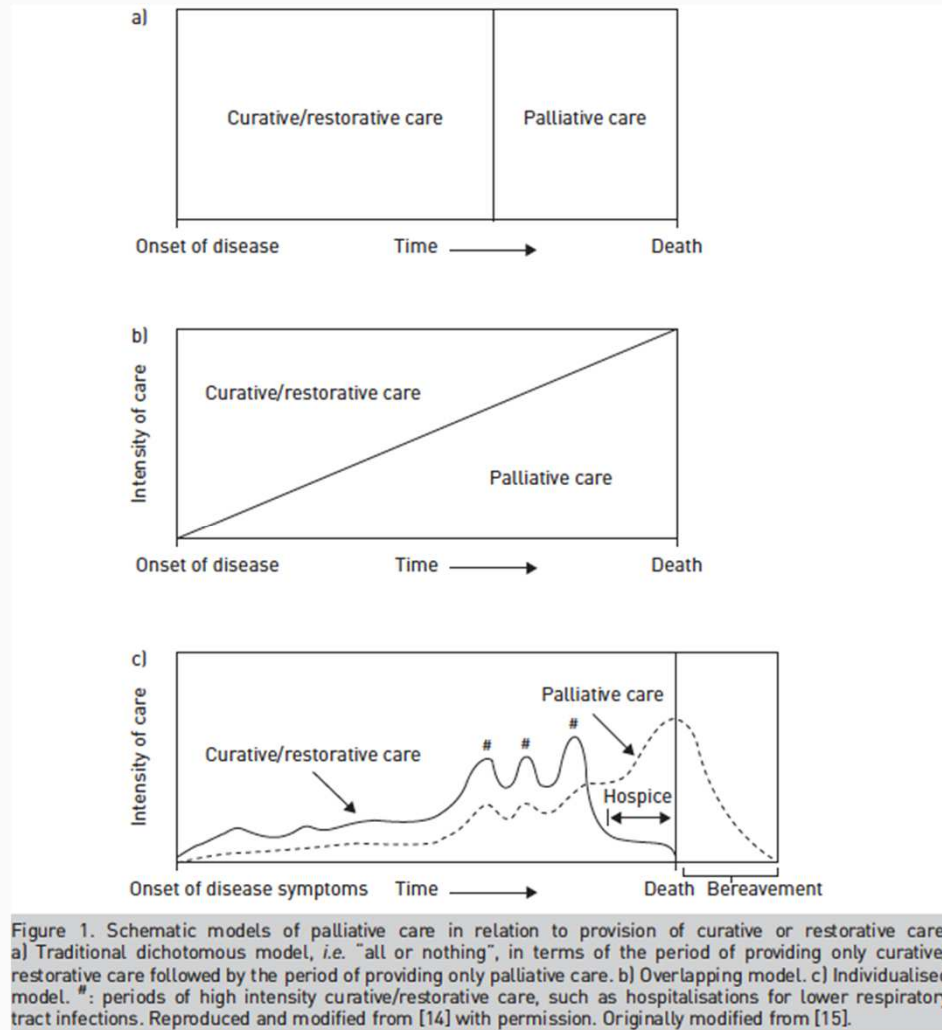 a)
Curative/restorative care
Palliative care
Onset of disease
Time
Death
b)
Intensity of care
Curative/restorative care
Palliative care
Onset of disease
Time
Death
c)
Intensity of care
Palliative care
#
#
#
Curative/restorative care
Hospice
Onset of disease symptoms
Time
Death
Bereavement
Figure 1. Schematic models of palliative care in relation to provision of curative or restorative care
a) Traditional dichotomous model, i.e. "all or nothing", in terms of the period of providing only curative
restorative care followed by the period of providing only palliative care. b) Overlapping model. c) Individualise
model. #: periods of high intensity curative/restorative care, such as hospitalisations for lower respirator
tract infections. Reproduced and modified from [14] with permission. Originally modified from [15].